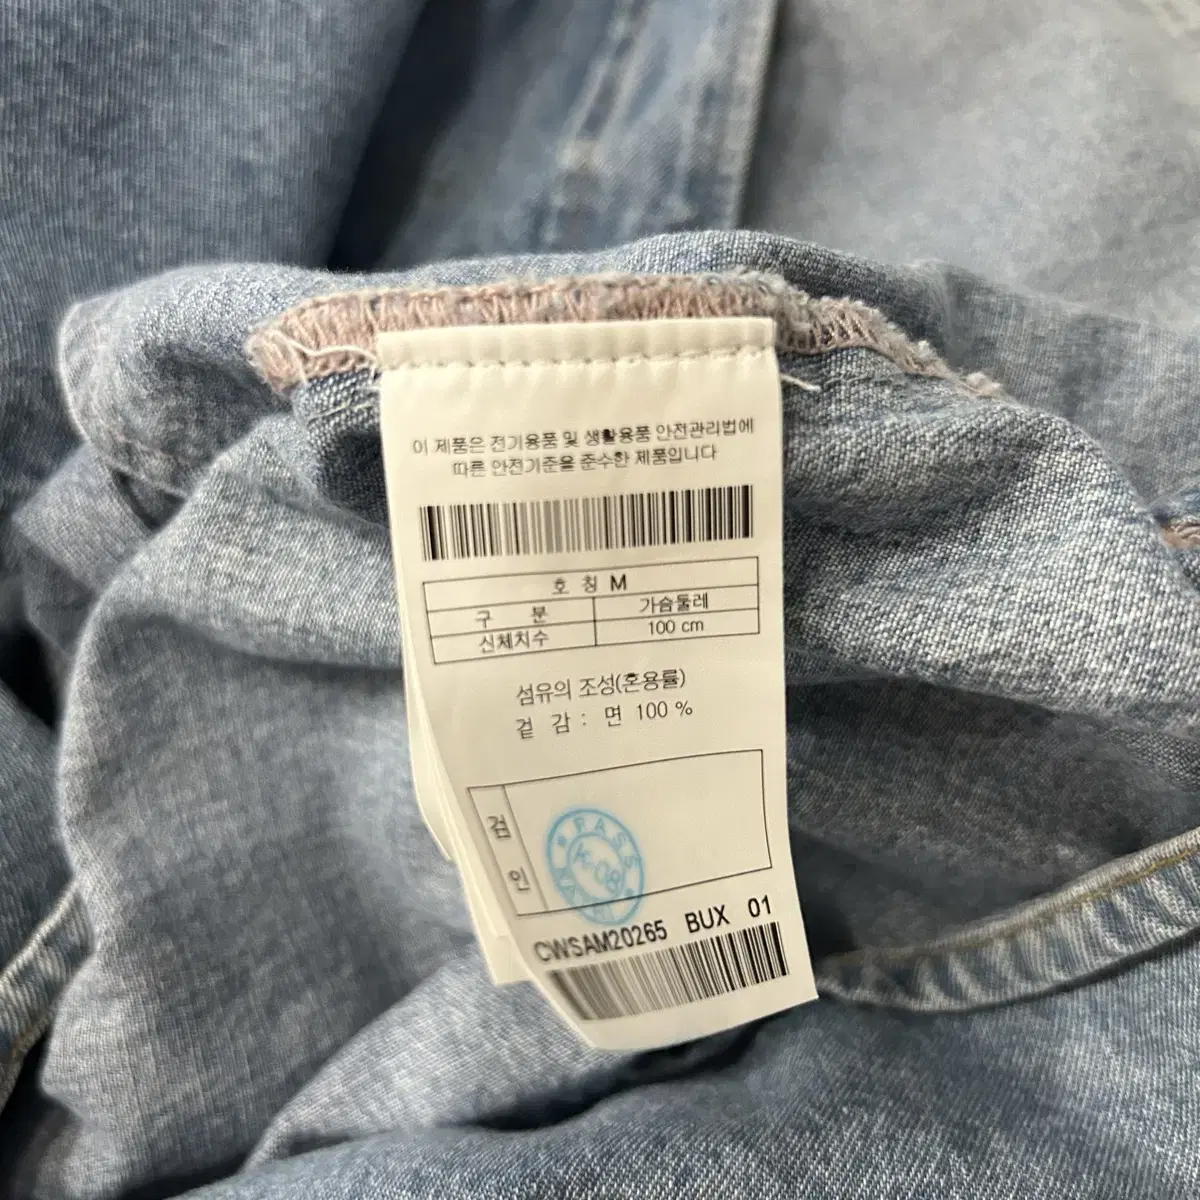 이 제품은 전기용품 및 생활용품 안전관리법에
따른 안전기준을 준수한 제품입니다
호 칭 M
구 분 가슴둘레
신체치수 100 cm
섬유의 조성(혼용률)
겉 감 : 면 100 %
검
인
PASS
CWSAM20265 BUX 01